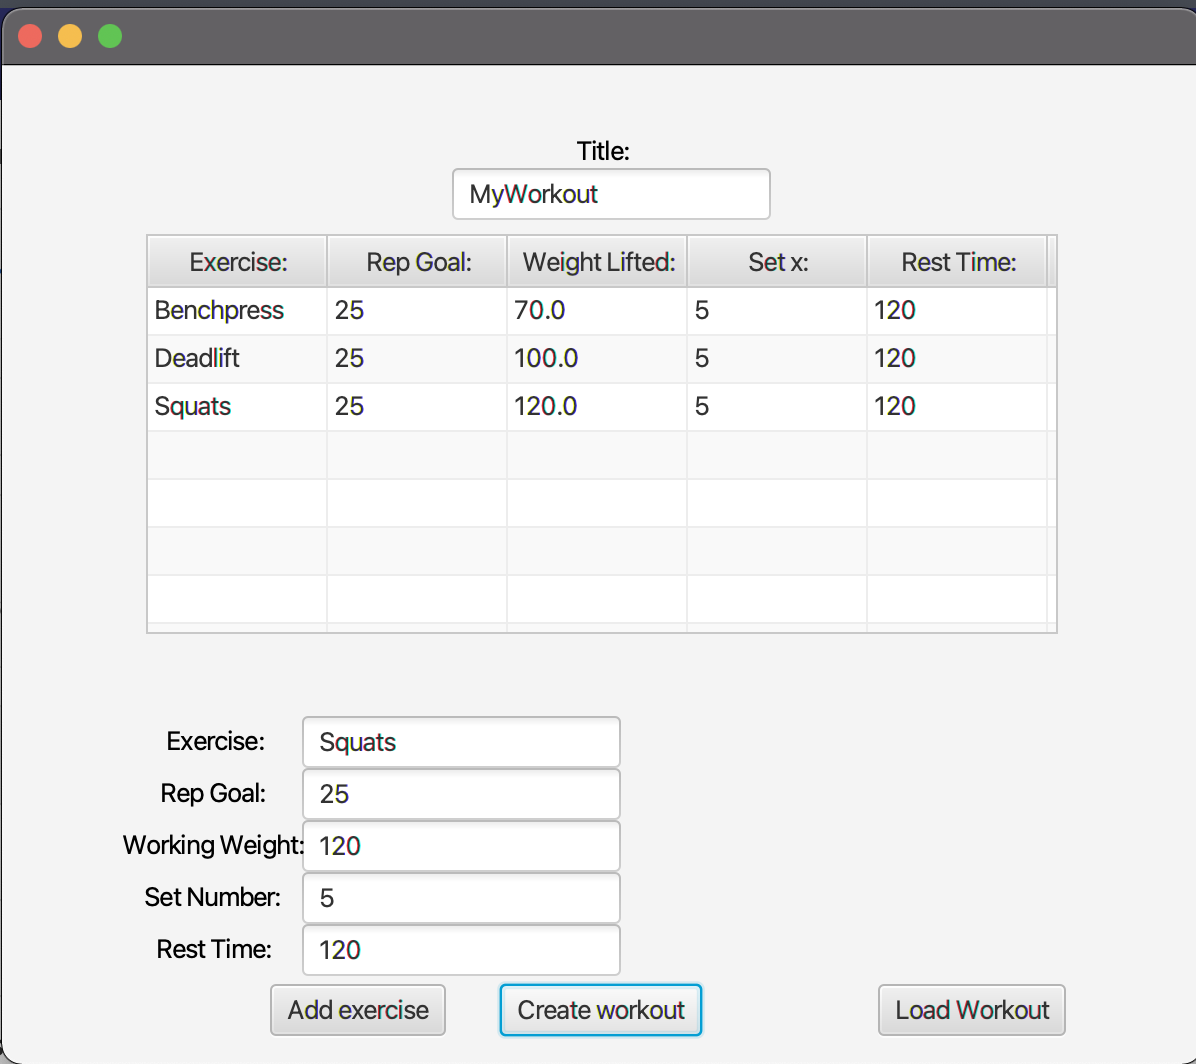 Title:
MyWorkout
Exercise: Rep Goal: Weight Lifted: Set x: Rest Time:
Benchpress 25 70.0 5 120
Deadlift 25 100.0 5 120
Squats 25 120.0 5 120
Exercise: Squats
Rep Goal: 25
Working Weight: 120
Set Number: 5
Rest Time: 120
Add exercise Create workout Load Workout